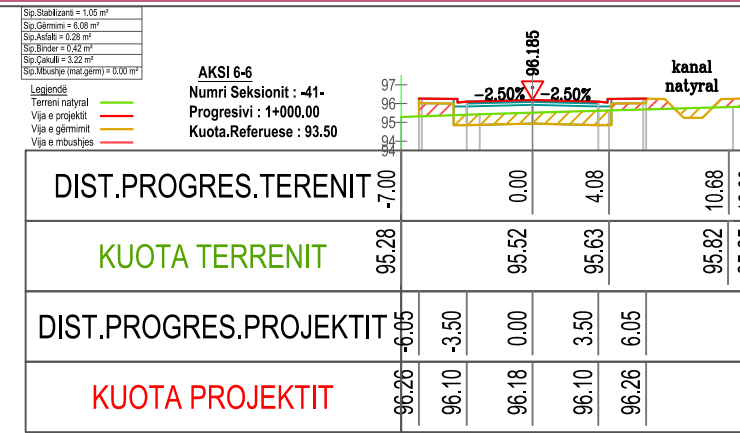 Sip.Stabilizanti = 1.05 m²
Sip.Gërmimi = 6.08 m²
Sip.Asfalti = 0.28 m²
Sip.Binder = 0.42 m²
Sip.Çakulli = 3.22 m²
Sip.Mbushje (mat.germ) = 0.00 m²
Legjendë
Terreni natyral
Vija e projektit
Vija e gërmimit
Vija e mbushjes
AKSI 6-6
Numri Seksionit : -41-
Progresivi : 1+000.00
Kuota.Referuese : 93.50
96.185
-2.50% -2.50%
kanal
natyral
97
96
95
94
94
DIST.PROGRES.TERENIT -7.00 0.00 4.08 10.68
KUOTA TERRENIT 95.28 95.52 95.63 95.82
DIST.PROGRES.PROJEKTIT -6.05 -3.50 0.00 3.50 6.05
KUOTA PROJEKTIT 96.26 96.10 96.18 96.10 96.26